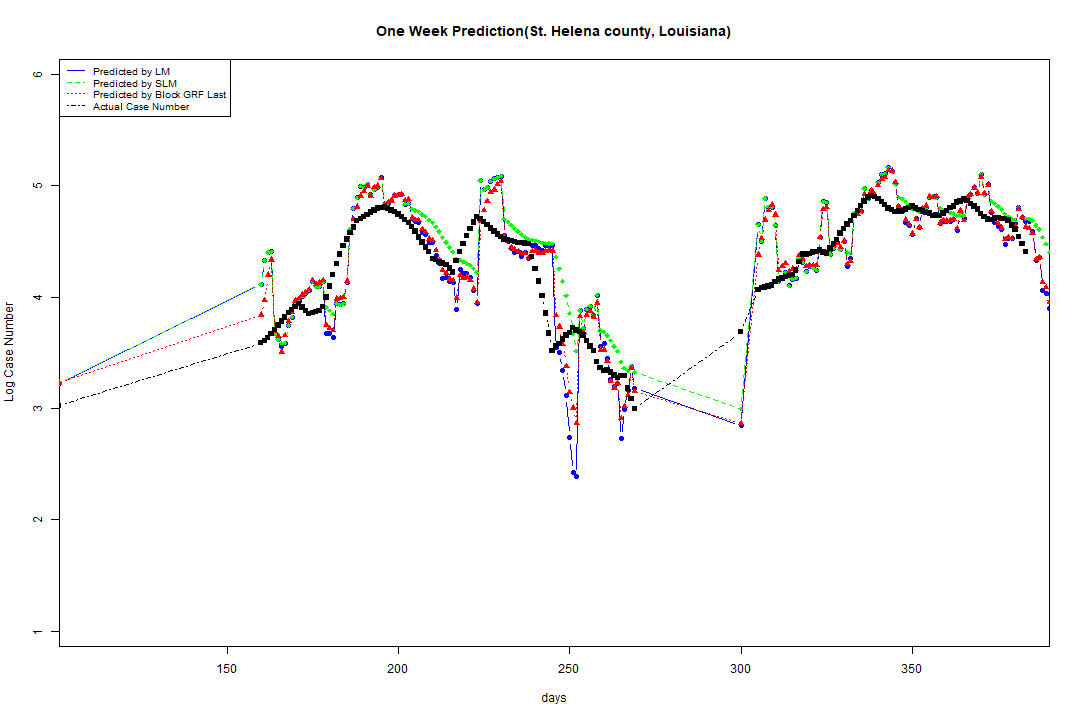 One Week Prediction(St. Helena county, Louisiana)
Predicted by LM
Predicted by SLM
Predicted by Block GRF Last
Actual Case Number
6
5
4
3
2
1
Log Case Number
150
200
250
300
350
days